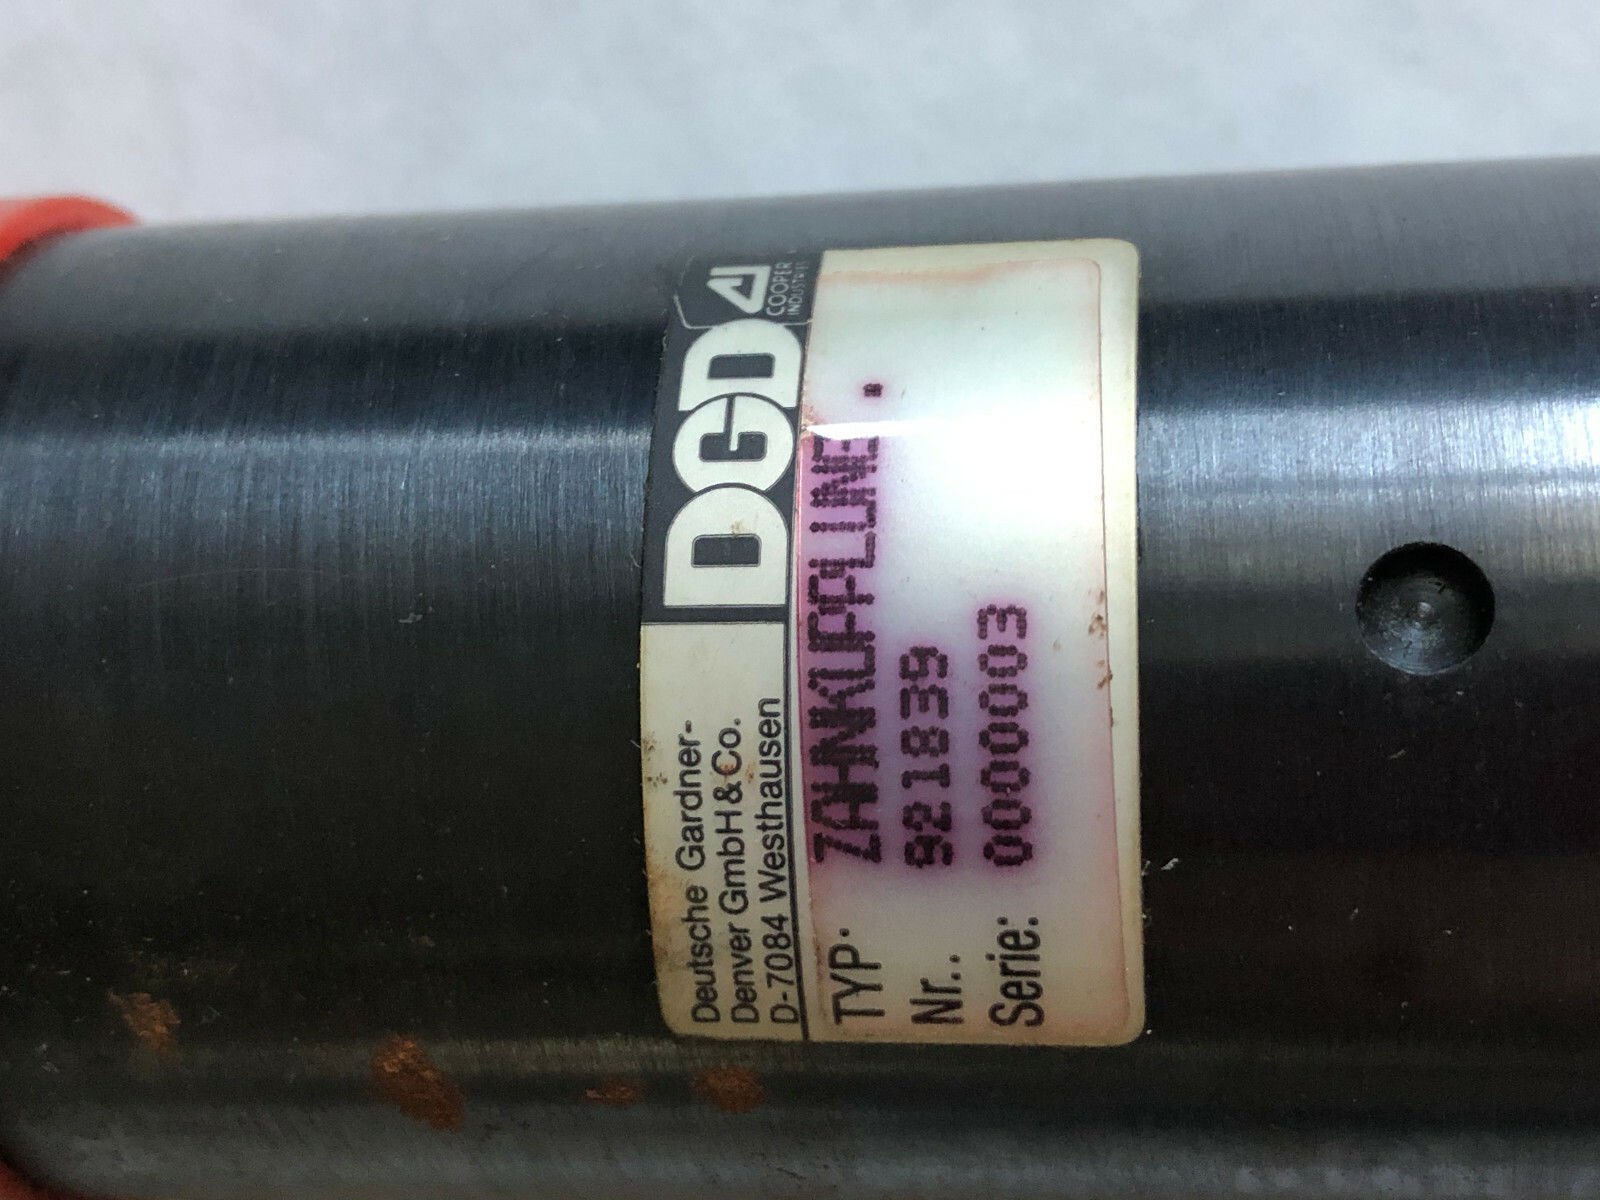 DGD
COOPER
INDUSTRIES
Deutsche Gardner-
Denver GmbH & Co.
D-7084 Westhausen
TYP: ZAHNKUPPLUNG.
Nr.: 921839
Serie: 0000003